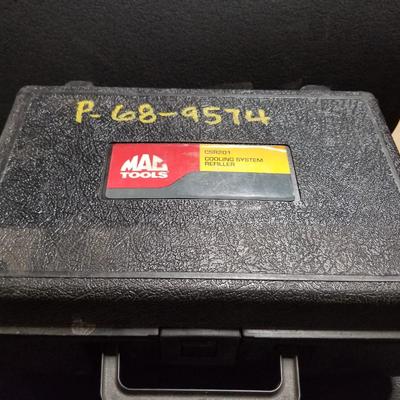 P-68-9574
MAC
TOOLS
CSR201
COOLING SYSTEM
REFILLER